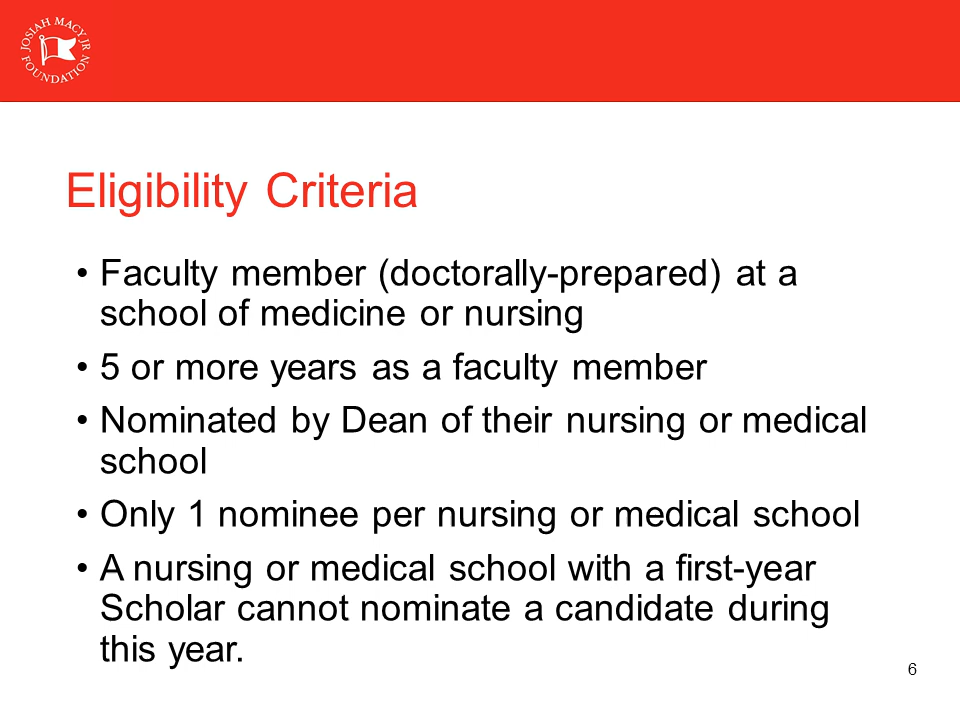 JOSIAH MACY JR
FOUNDATION
Eligibility Criteria
• Faculty member (doctorally-prepared) at a
school of medicine or nursing
• 5 or more years as a faculty member
• Nominated by Dean of their nursing or medical
school
• Only 1 nominee per nursing or medical school
• A nursing or medical school with a first-year
Scholar cannot nominate a candidate during
this year.
6